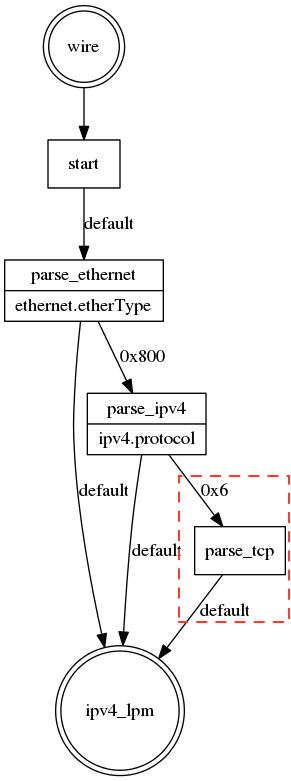 wire
start
default
parse_ethernet
ethernet.etherType
0x800
parse_ipv4
ipv4.protocol
default
0x6
default
parse_tcp
default
ipv4_lpm